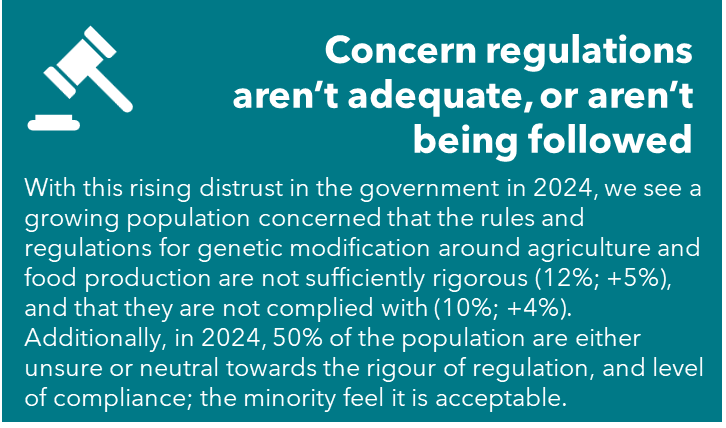 Concern regulations
aren’t adequate, or aren’t
being followed
With this rising distrust in the government in 2024, we see a
growing population concerned that the rules and
regulations for genetic modification around agriculture and
food production are not sufficiently rigorous (12%; +5%),
and that they are not complied with (10%; +4%).
Additionally, in 2024, 50% of the population are either
unsure or neutral towards the rigour of regulation, and level
of compliance; the minority feel it is acceptable.